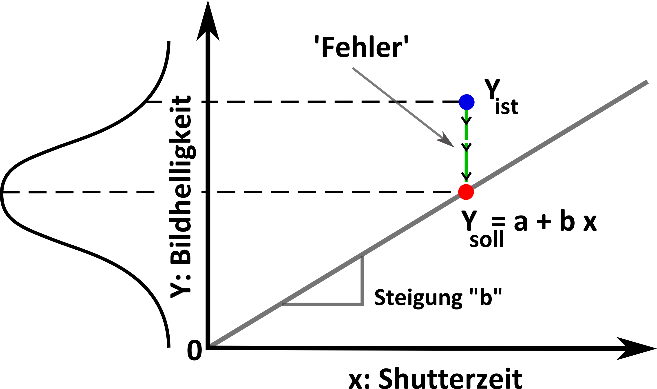 'Fehler'
Y ist
Y: Bildhelligkeit
Y soll = a + b x
Steigung "b"
0
x: Shutterzeit